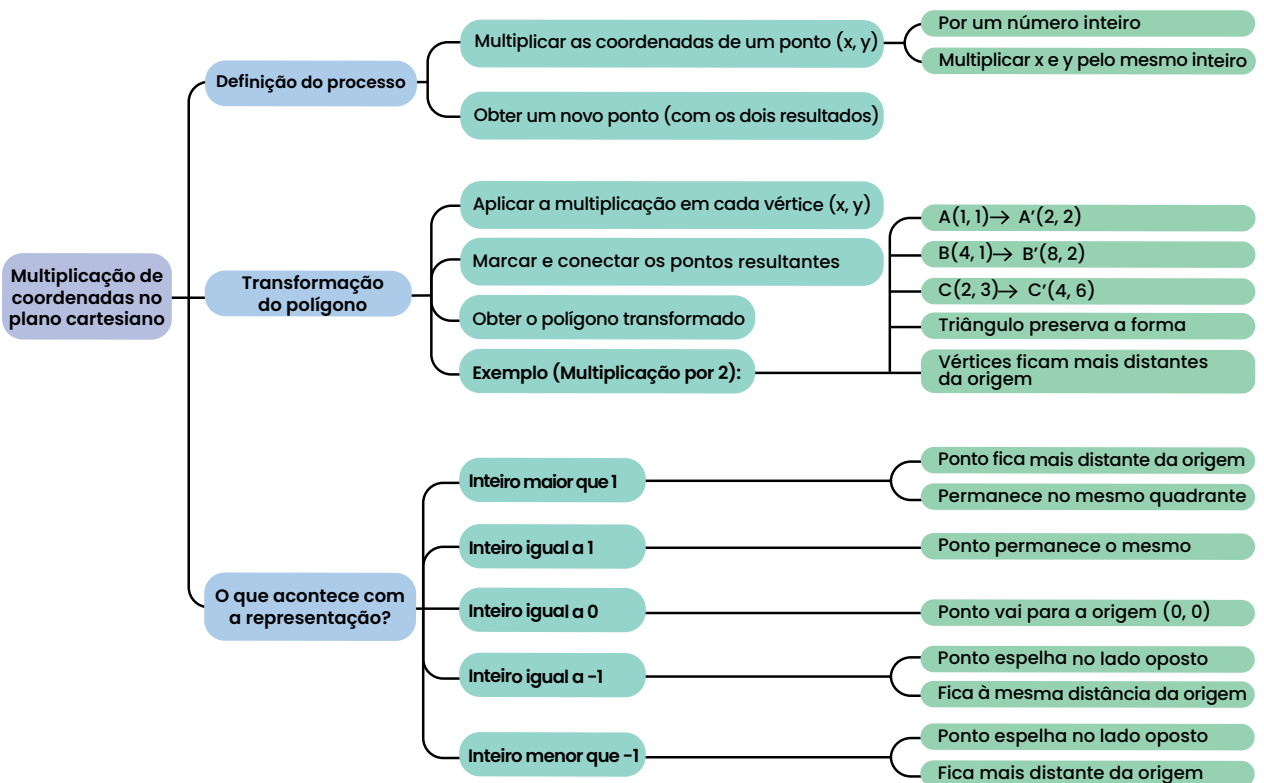 Multiplicação de
coordenadas no
plano cartesiano
Definição do processo
Multiplicar as coordenadas de um ponto (x, y)
Por um número inteiro
Multiplicar x e y pelo mesmo inteiro
Obter um novo ponto (com os dois resultados)
Transformação
do polígono
Aplicar a multiplicação em cada vértice (x, y)
Marcar e conectar os pontos resultantes
Obter o polígono transformado
Exemplo (Multiplicação por 2):
A(1, 1)→ A’(2, 2)
B(4, 1)→ B’(8, 2)
C(2, 3)→ C’(4, 6)
Triângulo preserva a forma
Vértices ficam mais distantes
da origem
O que acontece com
a representação?
Inteiro maior que 1
Ponto fica mais distante da origem
Permanece no mesmo quadrante
Inteiro igual a 1
Ponto permanece o mesmo
Inteiro igual a 0
Ponto vai para a origem (0, 0)
Inteiro igual a -1
Ponto espelha no lado oposto
Fica à mesma distância da origem
Inteiro menor que -1
Ponto espelha no lado oposto
Fica mais distante da origem